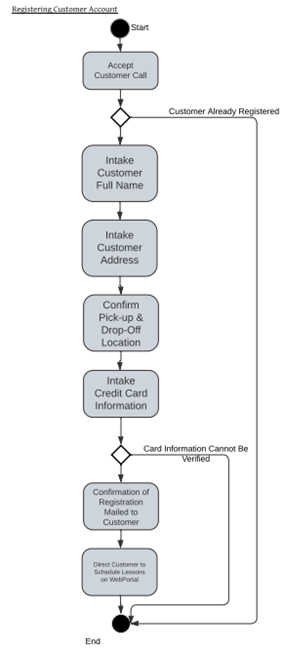 Registering Customer Account
Start
Accept
Customer Call
Customer Already Registered
Intake
Customer
Full Name
Intake
Customer
Address
Confirm
Pick-up &
Drop-Off
Location
Intake
Credit Card
Information
Card Information Cannot Be
Verified
Confirmation of
Registration
Mailed to
Customer
Direct Customer to
Schedule Lessons
on WebPortal
End